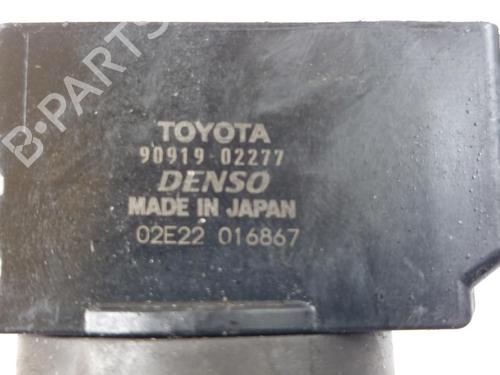 B-PARTS
TOYOTA
90919-02277
DENSO
MADE IN JAPAN
02E22 016867